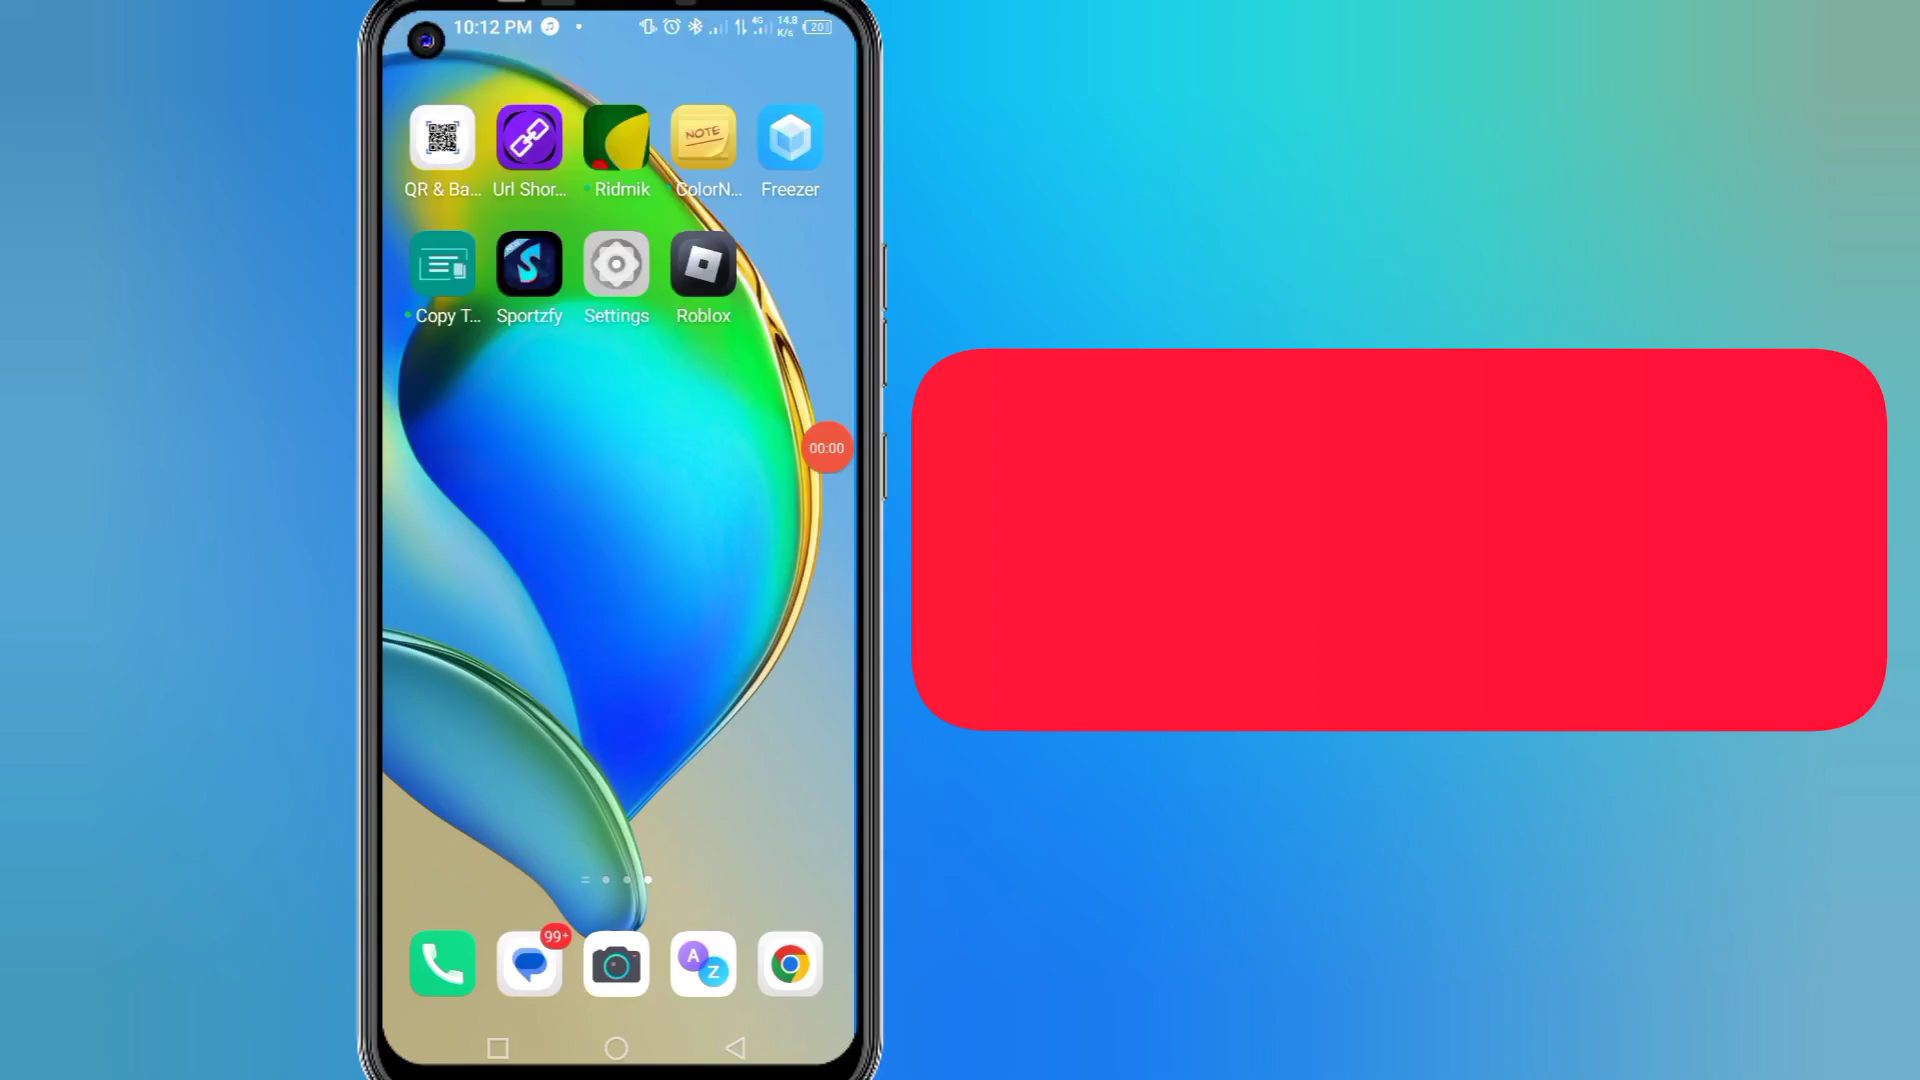 10:12 PM 4G 14.8 K/s 20
NOTE
QR & Ba... Url Shor... Ridmik ColorN... Freezer
Copy T... Sportzfy Settings Roblox
00:00
99+
A Z